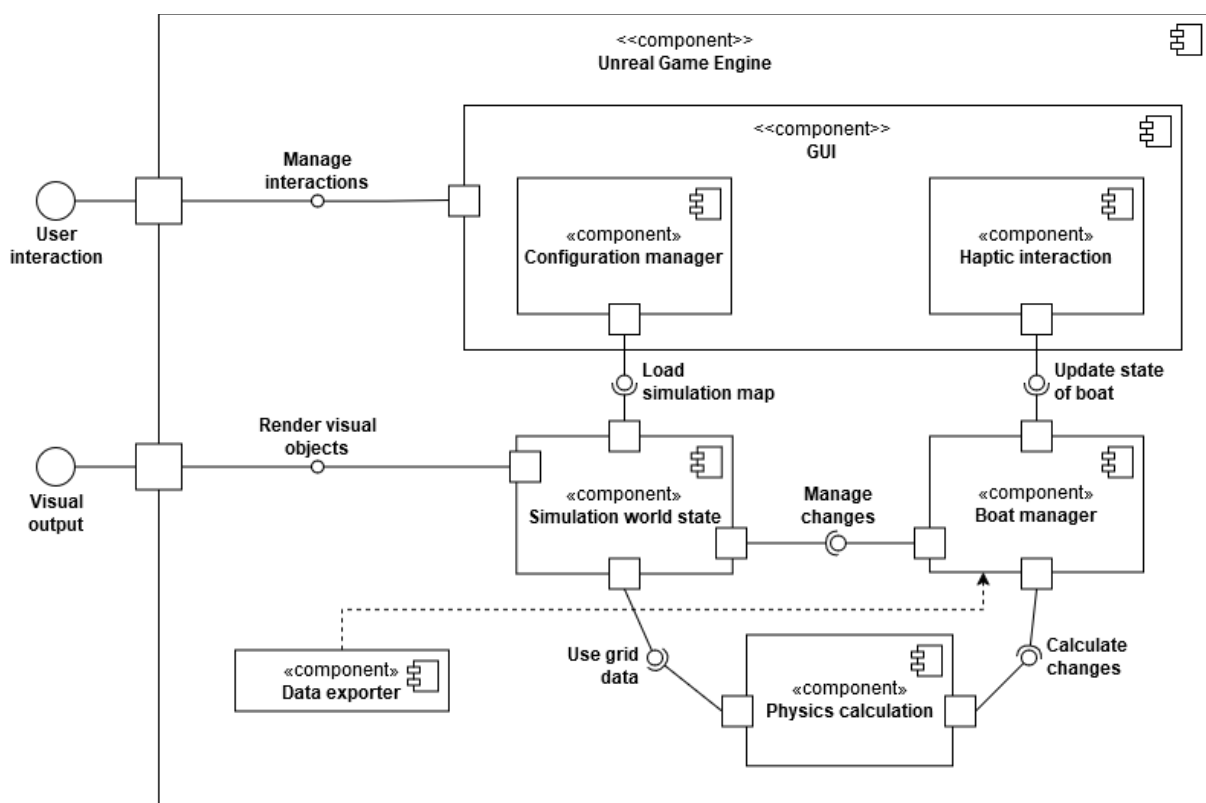 <<component>>
Unreal Game Engine
<<component>>
GUI
Manage
interactions
User
interaction
«component»
Configuration manager
«component»
Haptic interaction
Load
simulation map
Update state
of boat
Render visual
objects
Visual
output
«component»
Simulation world state
Manage
changes
«component»
Boat manager
Use grid
data
Calculate
changes
«component»
Data exporter
«component»
Physics calculation